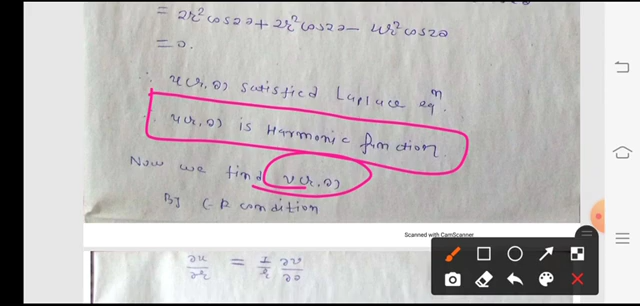 = 2r² cos2θ + 2r² cos2θ - 4r² cos2θ
= 0.
∴ u(r,θ) satisfied Laplace eqⁿ.
∴ u(r,θ) is Harmonic function.
Now we find v(r,θ)
By C-R condition
Scanned with CamScanner
∂u/∂r = 1/r ∂v/∂θ